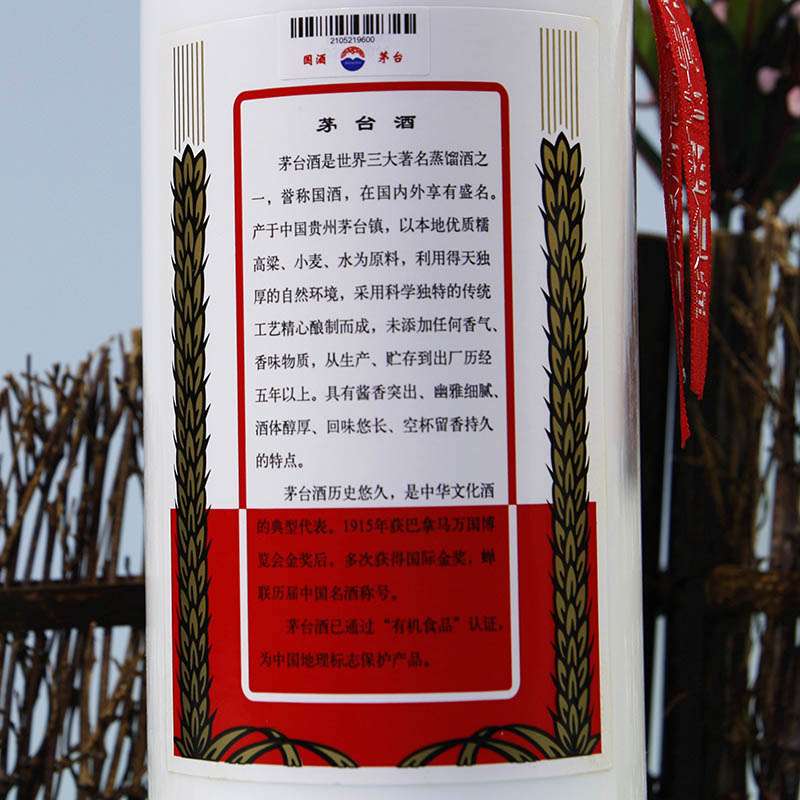 2105219600
国酒 茅台
茅台酒
茅台酒是世界三大著名蒸馏酒之
一，誉称国酒，在国内外享有盛名。
产于中国贵州茅台镇，以本地优质糯
高粱、小麦、水为原料，利用得天独
厚的自然环境，采用科学独特的传统
工艺精心酿制而成，未添加任何香气、
香味物质，从生产、贮存到出厂历经
五年以上。具有酱香突出、幽雅细腻、
酒体醇厚、回味悠长、空杯留香持久
的特点。
茅台酒历史悠久，是中华文化酒
的典型代表。1915年获巴拿马万国博
览会金奖后，多次获得国际金奖，蝉
联历届中国名酒称号。
茅台酒已通过“有机食品”认证，
为中国地理标志保护产品。